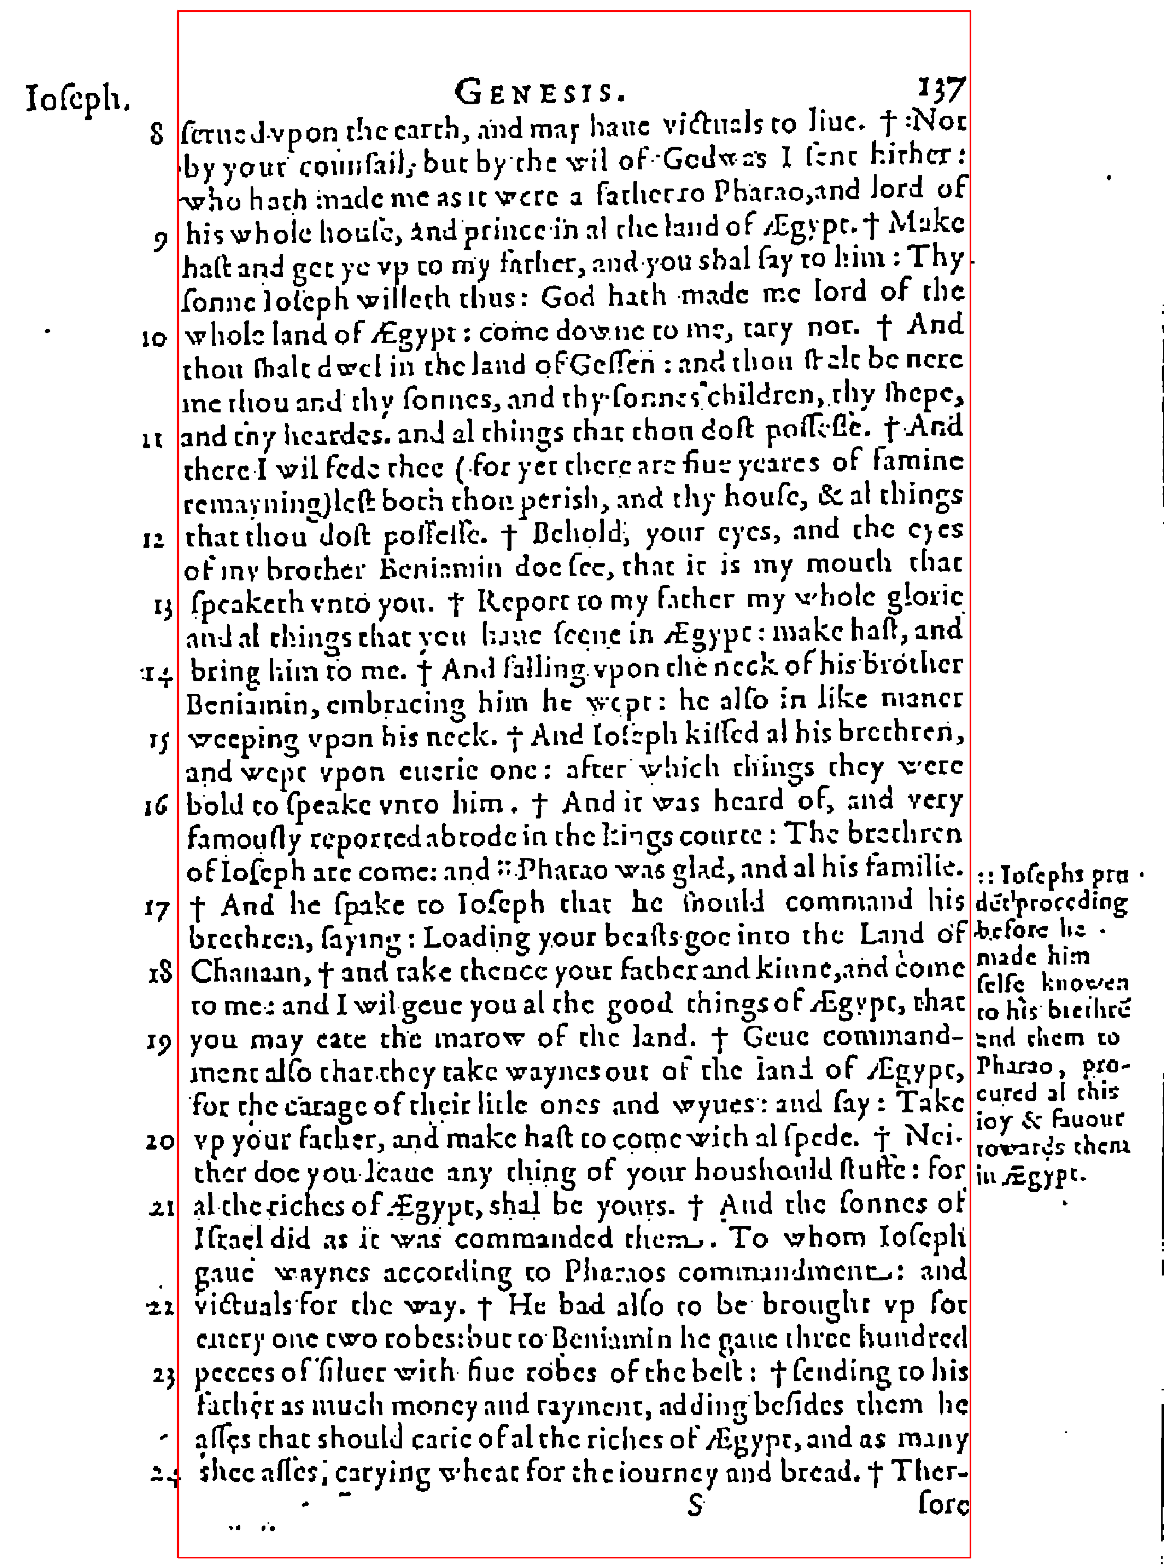 Ioſeph. GENESIS. 137
8 ſerued vpon the earth, and may haue victuals to liue. † Not
by your counſail, but by the wil of God was I ſent hither:
who hath made me as it were a father to Pharao, and lord of
9 his whole houſe, and prince in al the land of Ægypt. † Make
haſt and get ye vp to my father, and you shal ſay to him: Thy
ſonne Ioſeph willeth thus: God hath made me lord of the
10 whole land of Ægypt: come downe to me, tary not. † And
thou ſhalt dwel in the land of Geſſen: and thou ſhalt be nere
me thou and thy ſonnes, and thy ſonnes children, thy ſhepe,
11 and thy heardes. and al things that thou doſt poſſeſſe. † And
there I wil fede thee (for yet there are fiue yeares of famine
remayning) leſt both thou perish, and thy houſe, & al things
12 that thou doſt poſſeſſe. † Behold, your eyes, and the eyes
of my brother Beniamin doe ſee, that it is my mouth that
13 ſpeaketh vnto you. † Report to my father my whole glorie
and al things that you haue ſeene in Ægypt: make haſt, and
14 bring him to me. † And falling vpon the neck of his brother
Beniamin, embracing him he wept: he alſo in like maner
15 weeping vpon his neck. † And Ioſeph kiſſed al his brethren,
and wept vpon euerie one: after which things they were
16 bold to ſpeake vnto him. † And it was heard of, and very
famouſly reported abrode in the kings courte: The brethren
of Ioſeph are come: and :: Pharao was glad, and al his familie.
17 † And he ſpake to Ioſeph that he ſhould command his
brethren, ſaying: Loading your beaſts goe into the Land of
18 Chanaan, † and take thence your father and kinne, and come
to me: and I wil geue you al the good things of Ægypt, that
19 you may eate the marow of the land. † Geue command-
ment alſo that they take waynes out of the land of Ægypt,
for the carage of their litle ones and wyues: and ſay: Take
20 vp your father, and make haſt to come with al ſpede. † Nei-
ther doe you leaue any thing of your houshould ſtuffe: for
21 al the riches of Ægypt, shal be yours. † And the ſonnes of
Iſrael did as it was commanded them. To whom Ioſeph
gaue waynes according to Pharaos commandment: and
22 victuals for the way. † He bad alſo to be brought vp for
euery one two robes: but to Beniamin he gaue three hundred
23 peeces of ſiluer with fiue robes of the beſt: † ſending to his
father as much money and rayment, adding beſides them he
aſſes that should carie of al the riches of Ægypt, and as many
24 shee aſſes, carying wheat for the iourney and bread. † Ther-
S fore
:: Ioſephs pru
dēt proceding
before he
made him
ſelfe knowen
to his brethrē
and them to
Pharao, pro-
cured al this
ioy & fauour
towards them
in Ægypt.